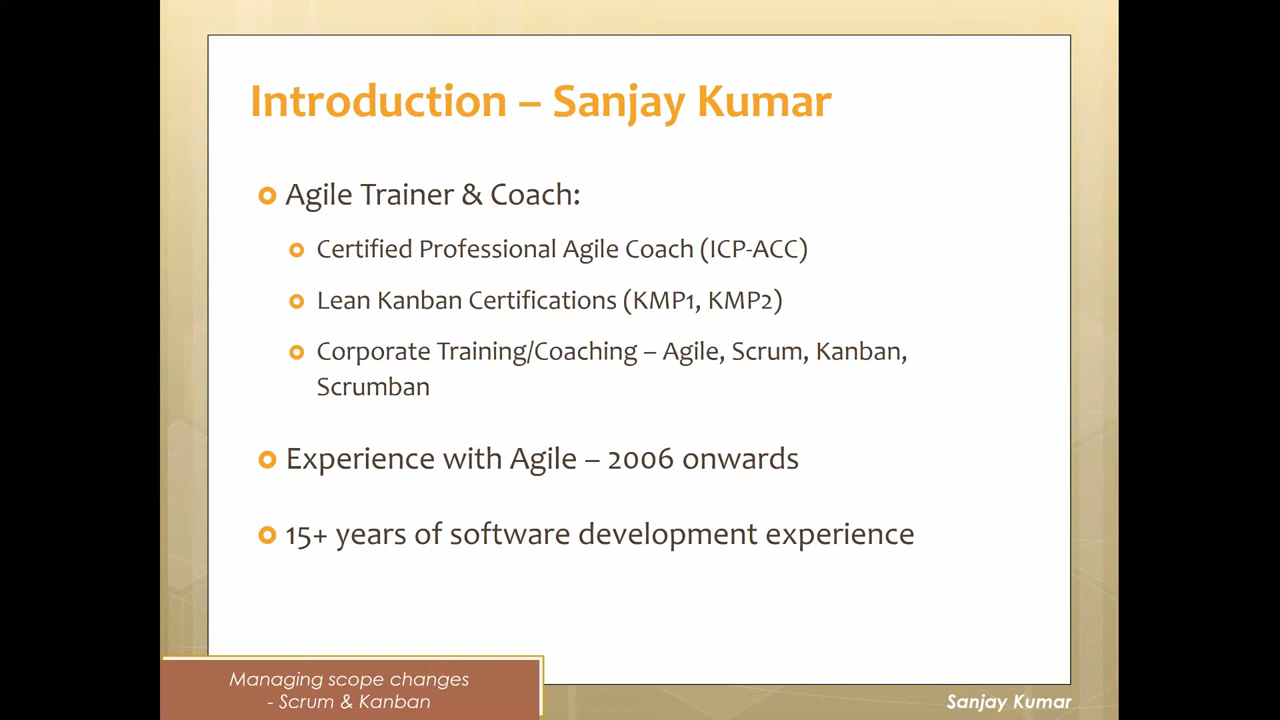 Introduction – Sanjay Kumar
Agile Trainer & Coach:
Certified Professional Agile Coach (ICP-ACC)
Lean Kanban Certifications (KMP1, KMP2)
Corporate Training/Coaching – Agile, Scrum, Kanban,
Scrumban
Experience with Agile – 2006 onwards
15+ years of software development experience
Managing scope changes
- Scrum & Kanban
Sanjay Kumar